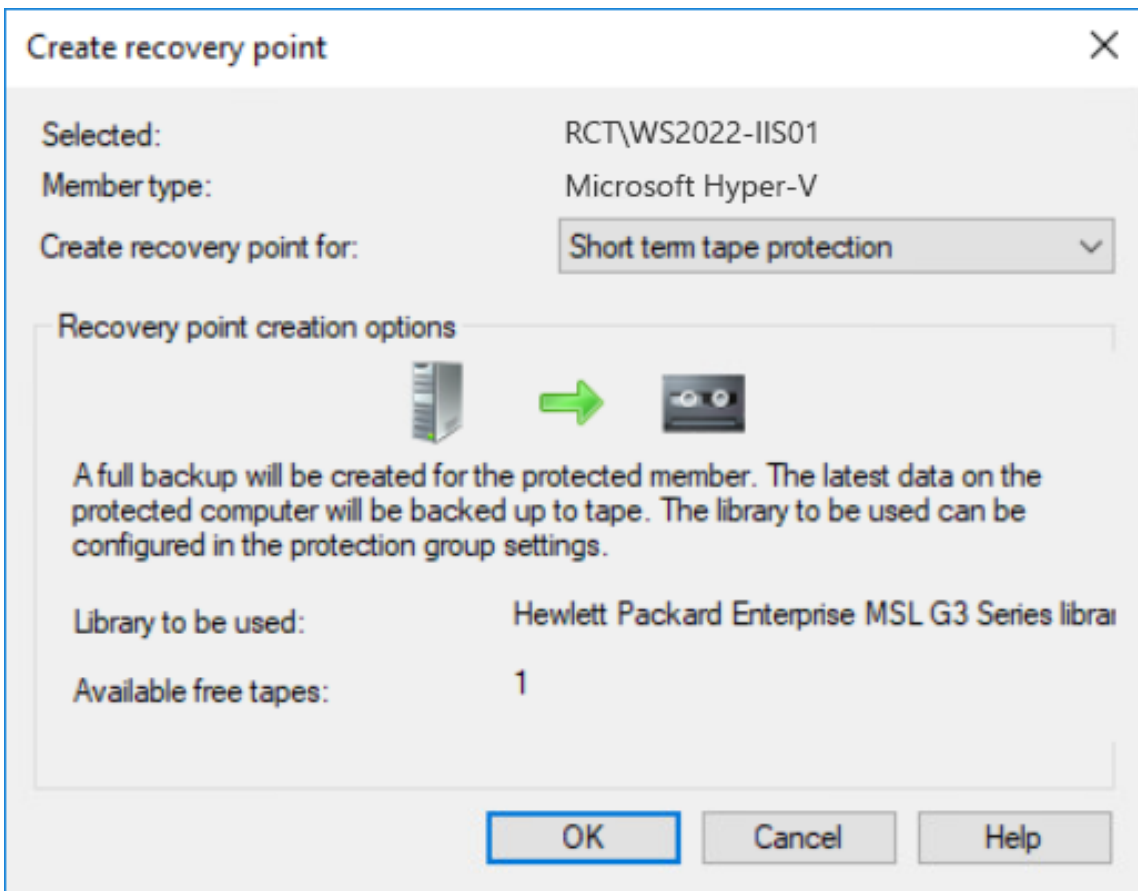 Create recovery point
Selected: RCT\WS2022-IIS01
Member type: Microsoft Hyper-V
Create recovery point for: Short term tape protection
Recovery point creation options
A full backup will be created for the protected member. The latest data on the
protected computer will be backed up to tape. The library to be used can be
configured in the protection group settings.
Library to be used: Hewlett Packard Enterprise MSL G3 Series librar
Available free tapes: 1
OK Cancel Help